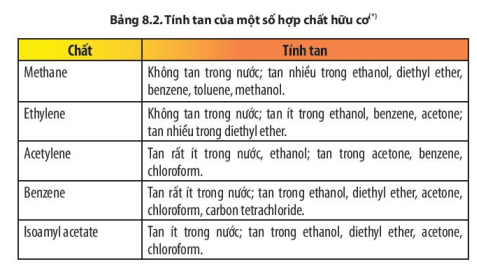 Bảng 8.2. Tính tan của một số hợp chất hữu cơ(*)
Chất Tính tan
Methane Không tan trong nước; tan nhiều trong ethanol, diethyl ether,
benzene, toluene, methanol.
Ethylene Không tan trong nước; tan ít trong ethanol, benzene, acetone;
tan nhiều trong diethyl ether.
Acetylene Tan rất ít trong nước, ethanol; tan trong acetone, benzene,
chloroform.
Benzene Tan rất ít trong nước; tan trong ethanol, diethyl ether, acetone,
chloroform, carbon tetrachloride.
Isoamyl acetate Tan ít trong nước; tan trong ethanol, diethyl ether, acetone,
chloroform.